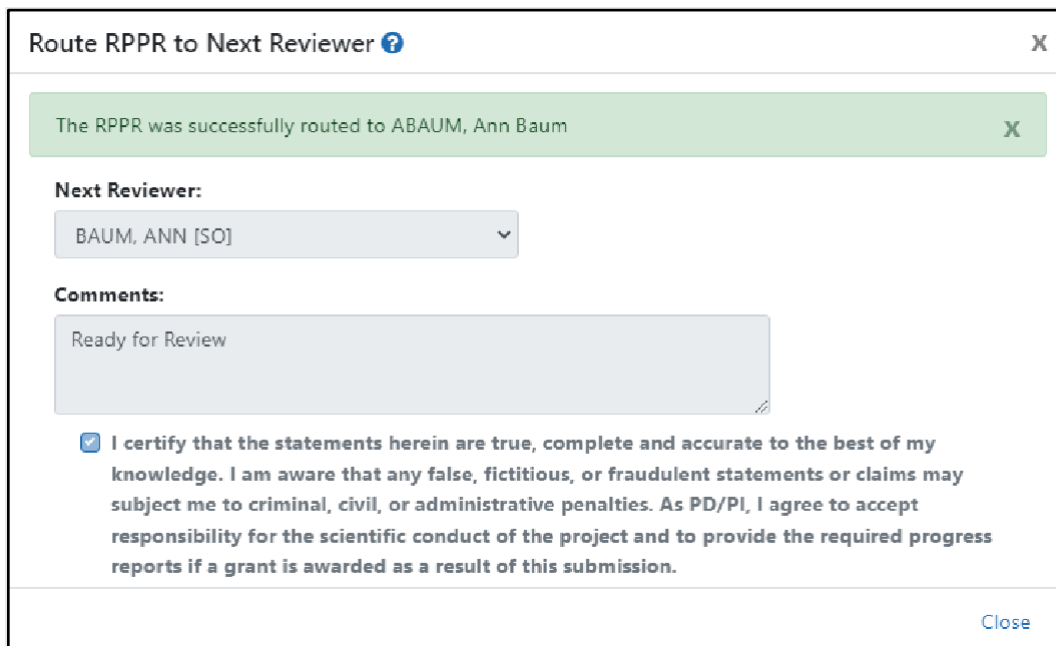 Route RPPR to Next Reviewer ? X
The RPPR was successfully routed to ABAUM, Ann Baum X
Next Reviewer:
BAUM, ANN [SO]
Comments:
Ready for Review
I certify that the statements herein are true, complete and accurate to the best of my
knowledge. I am aware that any false, fictitious, or fraudulent statements or claims may
subject me to criminal, civil, or administrative penalties. As PD/PI, I agree to accept
responsibility for the scientific conduct of the project and to provide the required progress
reports if a grant is awarded as a result of this submission.
Close